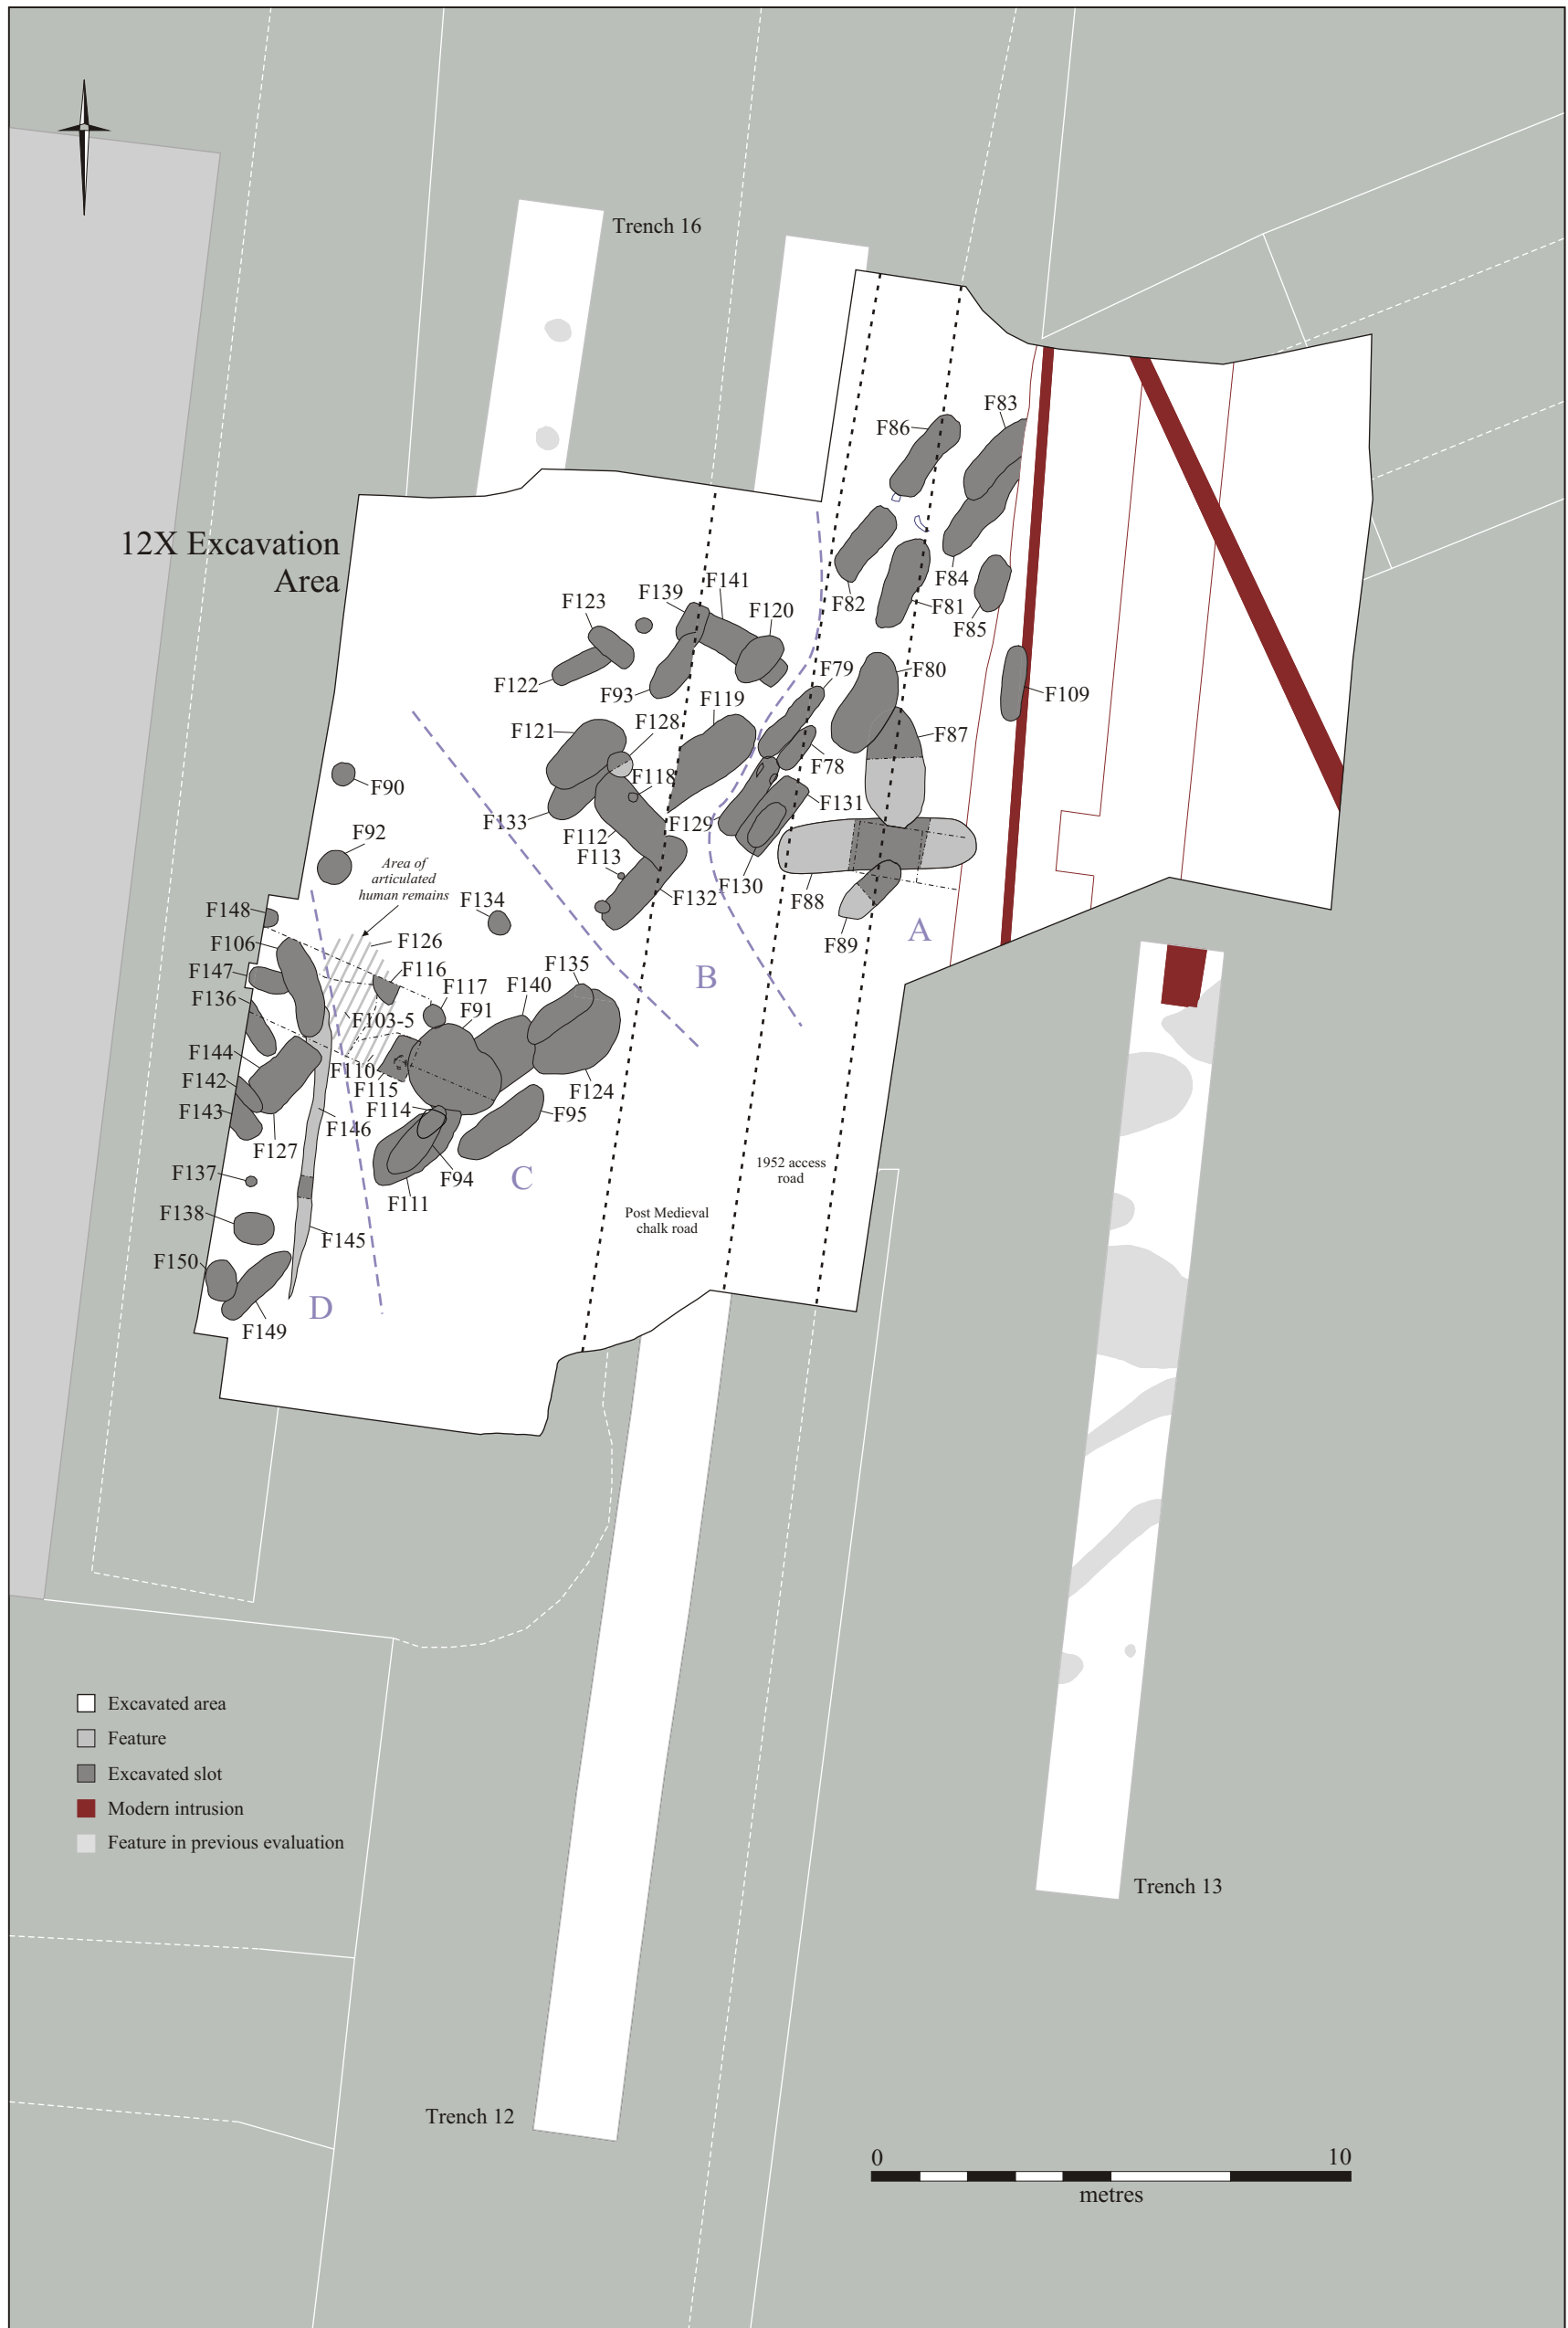 Trench 16
F83
F86
12X Excavation
Area
F84
F82
F81
F85
F139
F141
F123
F120
F122
F93
F79
F80
F109
F119
F121
F128
F87
F118
F78
F90
F133
F129
F131
F112
F92
F113
Area of
articulated
human remains
F130
F132
F134
F88
F148
F89
A
F126
F106
F135
F116
F147
B
F117
F140
F136
F91
F103-5
F144
F110
F142
F115
F124
F114
F143
F95
F146
F127
1952 access
road
F137
C
F94
F111
F138
Post Medieval
chalk road
F145
F150
D
F149
Excavated area
Feature
Excavated slot
Modern intrusion
Feature in previous evaluation
Trench 13
Trench 12
0 10
metres